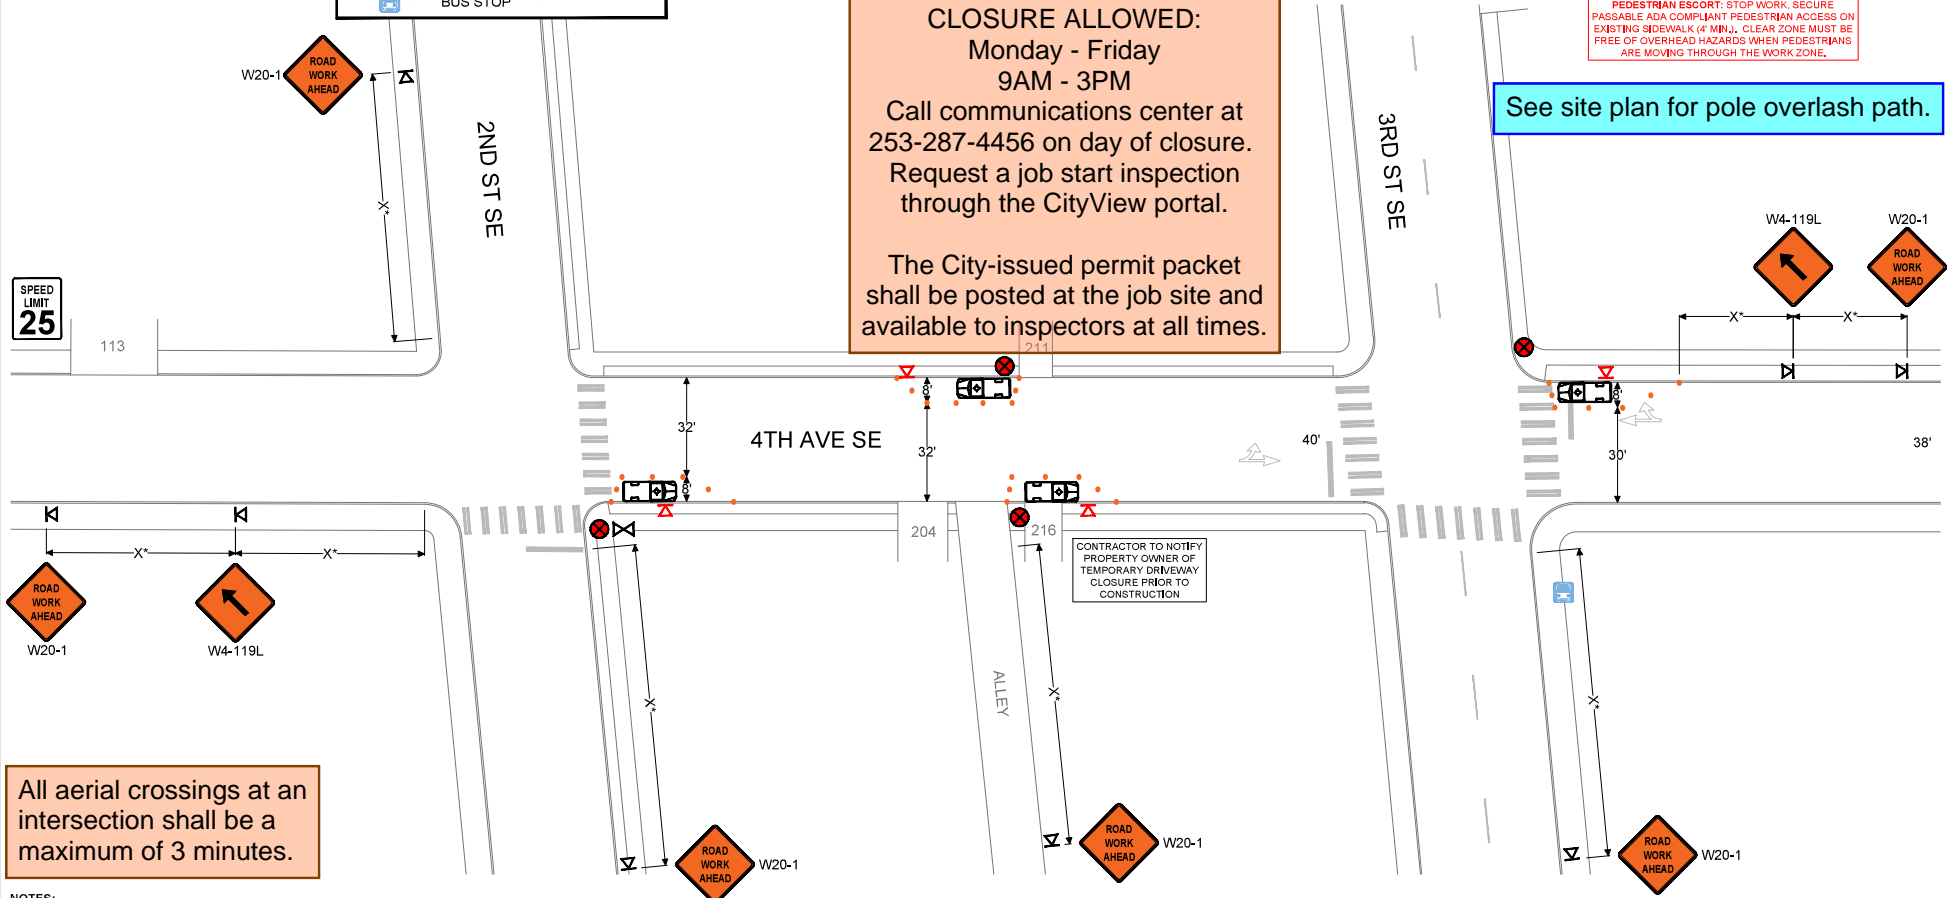 BUS STOP
CLOSURE ALLOWED:
Monday - Friday
9AM - 3PM
Call communications center at
253-287-4456 on day of closure.
Request a job start inspection
through the CityView portal.
The City-issued permit packet
shall be posted at the job site and
available to inspectors at all times.
PEDESTRIAN ESCORT: STOP WORK, SECURE
PASSABLE ADA COMPLIANT PEDESTRIAN ACCESS ON
EXISTING SIDEWALK (4' MIN.), CLEAR ZONE MUST BE
FREE OF OVERHEAD HAZARDS WHEN PEDESTRIANS
ARE MOVING THROUGH THE WORK ZONE.
See site plan for pole overlash path.
W20-1
ROAD
WORK
AHEAD
X*
2ND ST SE
3RD ST SE
W4-119L
W20-1
ROAD
WORK
AHEAD
X*
X*
SPEED
LIMIT
25
113
211
8'
32'
32'
8'
4TH AVE SE
40'
8'
30'
38'
204
216
CONTRACTOR TO NOTIFY
PROPERTY OWNER OF
TEMPORARY DRIVEWAY
CLOSURE PRIOR TO
CONSTRUCTION
X*
X*
ROAD
WORK
AHEAD
W20-1
W4-119L
X*
ALLEY
X*
X*
All aerial crossings at an
intersection shall be a
maximum of 3 minutes.
ROAD
WORK
AHEAD
W20-1
ROAD
WORK
AHEAD
W20-1
ROAD
WORK
AHEAD
W20-1
NOTES: